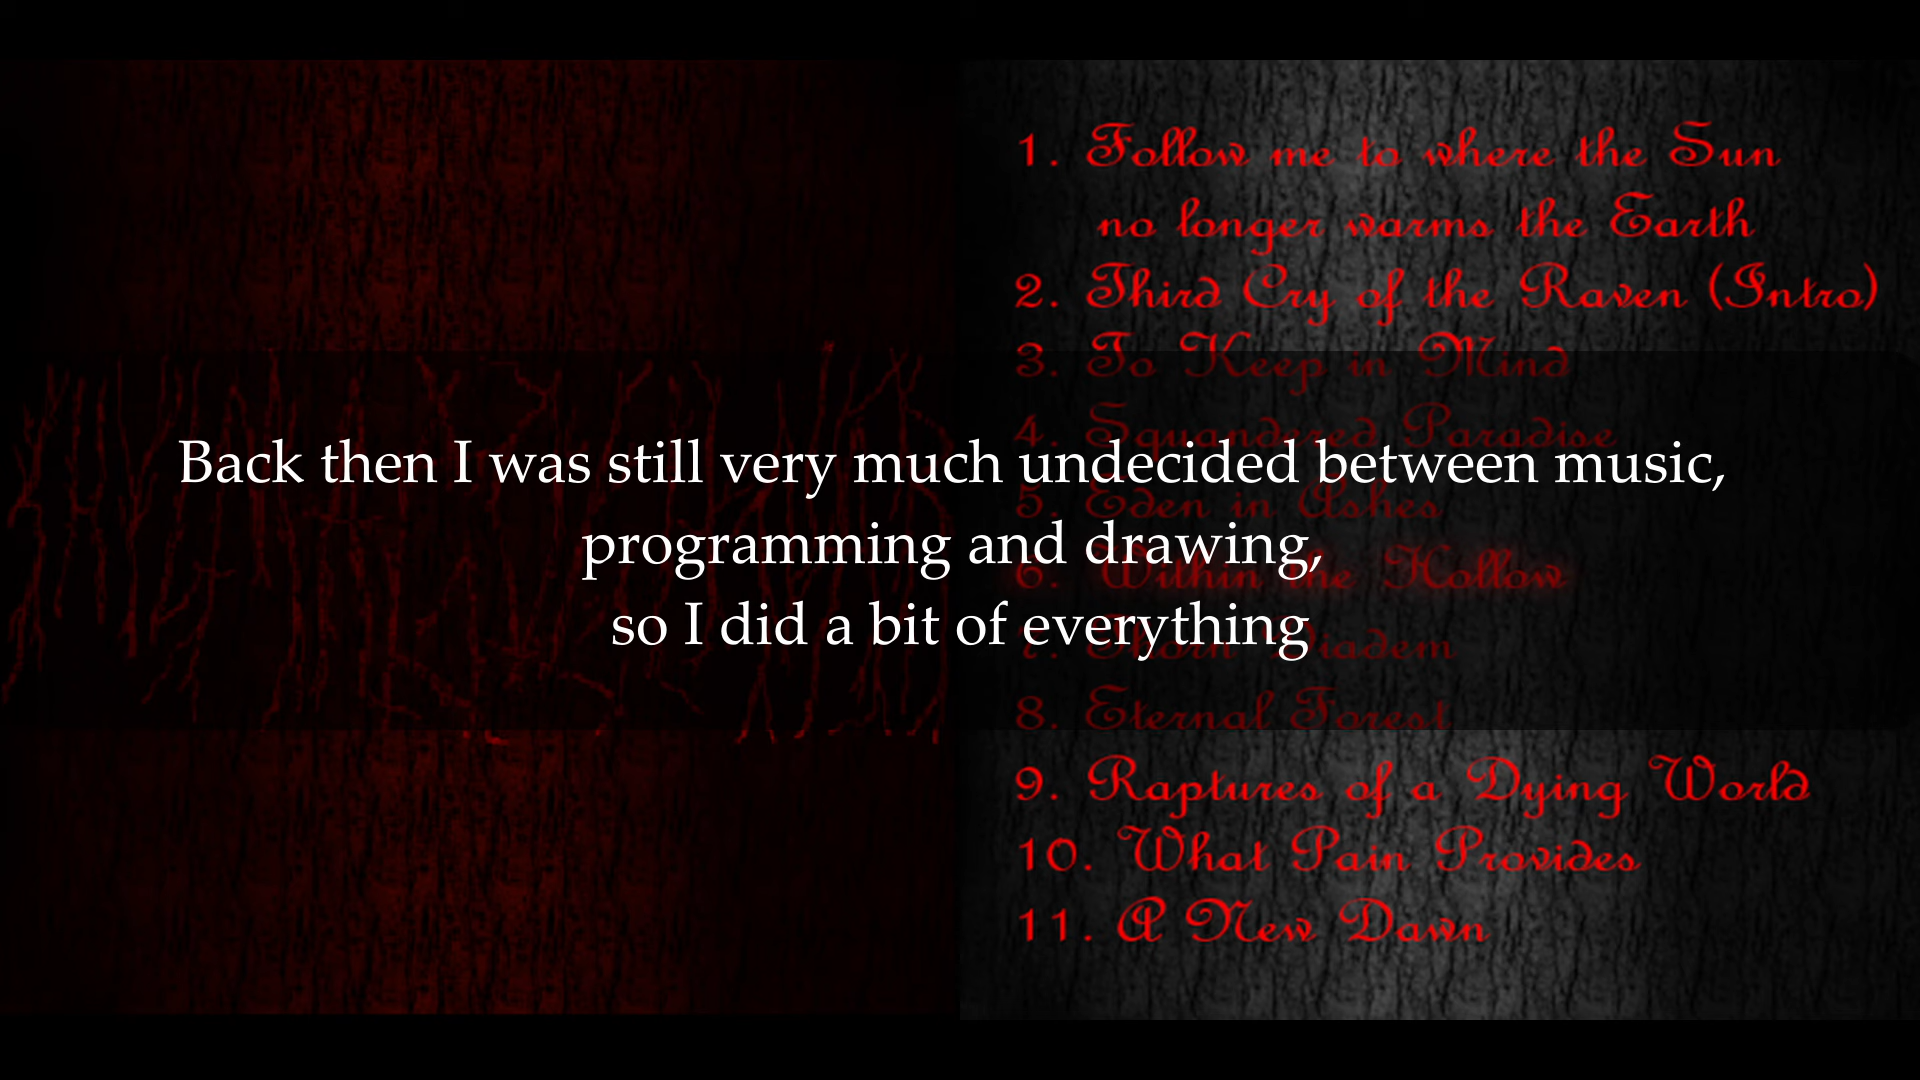 1. Follow me to where the Sun
no longer warms the Earth
2. Third Cry of the Raven (Intro)
3. To Keep in Mind
4. Squandered Paradise
5. Eden in Ashes
6. Within the Hollow
7. Thorn Diadem
8. Eternal Forest
9. Raptures of a Dying World
10. What Pain Provides
11. A New Dawn
Back then I was still very much undecided between music,
programming and drawing,
so I did a bit of everything